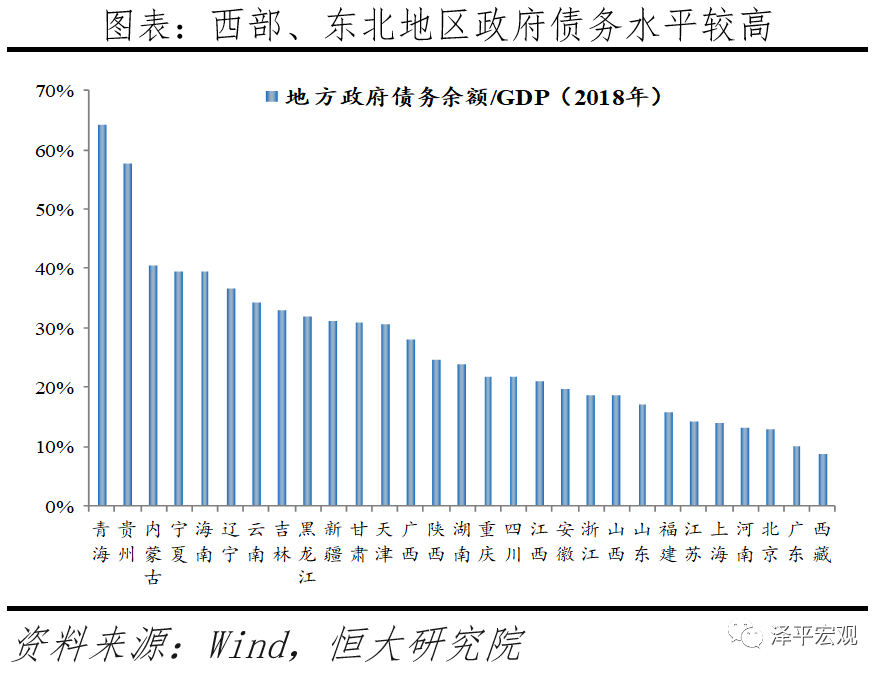 图表：西部、东北地区政府债务水平较高
地方政府债务余额/GDP（2018年）
70%
60%
50%
40%
30%
20%
10%
0%
青海
贵州
内蒙古
宁夏
海南
辽宁
云南
吉林
黑龙江
新疆
甘肃
天津
广西
陕西
湖南
重庆
四川
江西
安徽
浙江
山西
山东
福建
江苏
上海
河南
北京
广东
西藏
资料来源：Wind，恒大研究院
泽平宏观